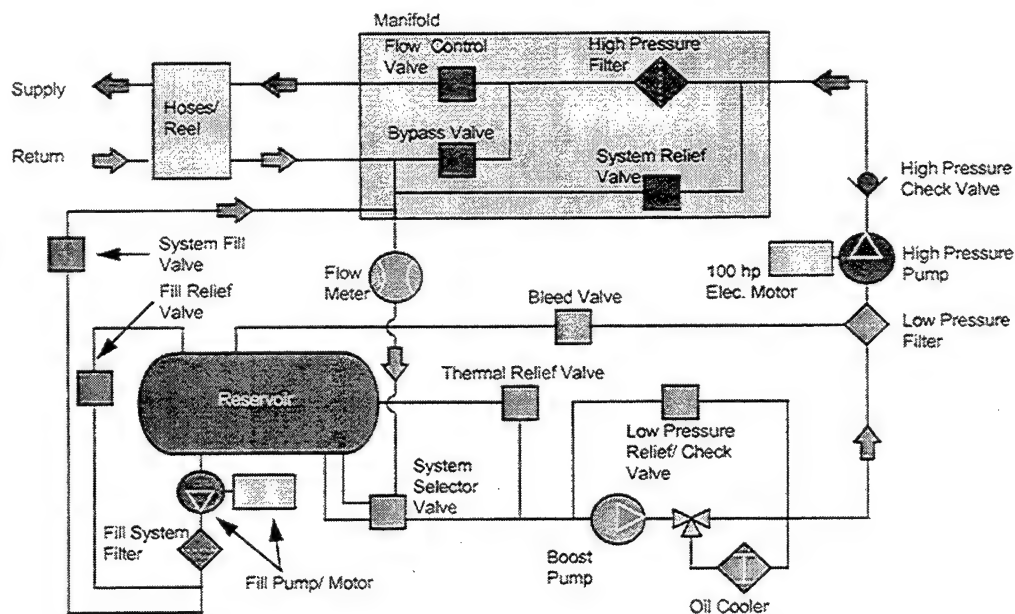 Manifold
Flow Control
Valve
High Pressure
Filter
Supply
Hoses/
Reel
Return
Bypass Valve
System Relief
Valve
High Pressure
Check Valve
System Fill
Valve
Fill Relief
Valve
Flow
Meter
100 hp
Elec. Motor
High Pressure
Pump
Bleed Valve
Low Pressure
Filter
Reservoir
Thermal Relief Valve
Low Pressure
Relief/ Check
Valve
System
Selector
Valve
Fill System
Filter
Fill Pump/ Motor
Boost
Pump
Oil Cooler